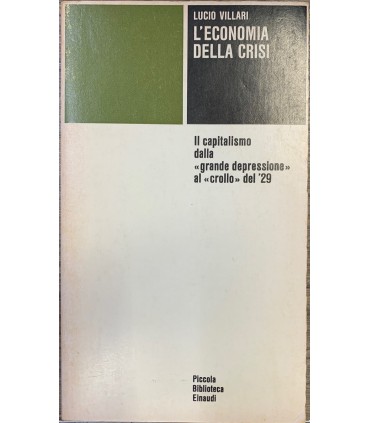 LUCIO VILLARI
L'ECONOMIA
DELLA CRISI
Il capitalismo
dalla
«grande depressione»
al «crollo» del '29
Piccola
Biblioteca
Einaudi